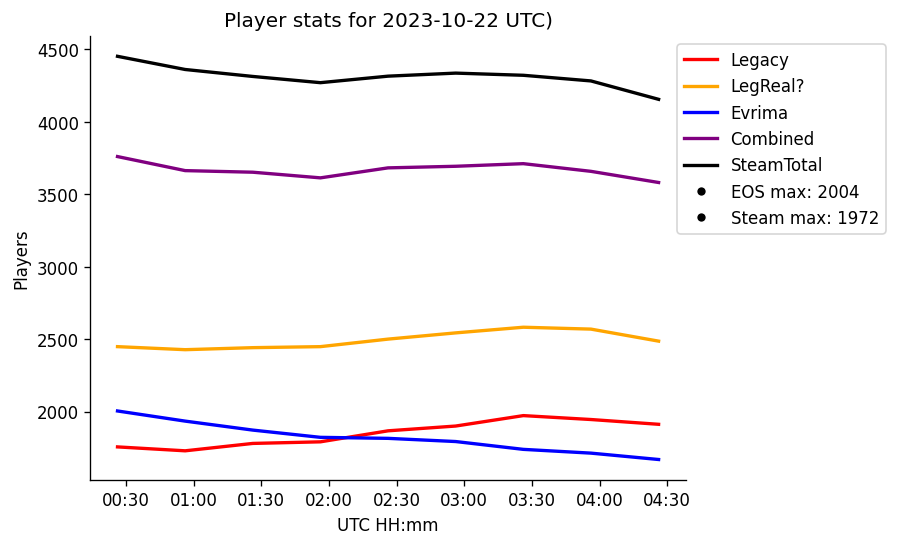 Player stats for 2023-10-22 UTC)
4500
4000
3500
3000
2500
2000
Players
00:30 01:00 01:30 02:00 02:30 03:00 03:30 04:00 04:30
UTC HH:mm
Legacy
LegReal?
Evrima
Combined
SteamTotal
EOS max: 2004
Steam max: 1972